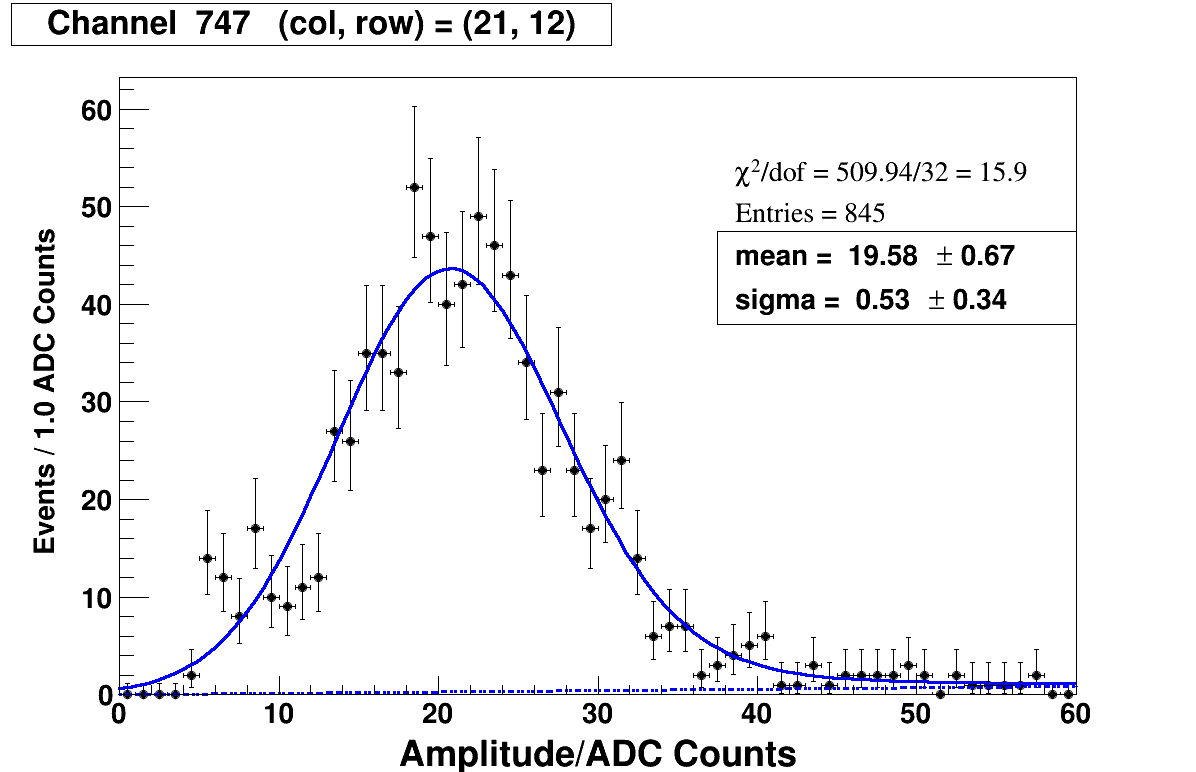 Channel 747 (col, row) = (21, 12)
χ²/dof = 509.94/32 = 15.9
Entries = 845
mean = 19.58 ± 0.67
sigma = 0.53 ± 0.34
Events / 1.0 ADC Counts
60
50
40
30
20
10
0
0 10 20 30 40 50 60
Amplitude/ADC Counts